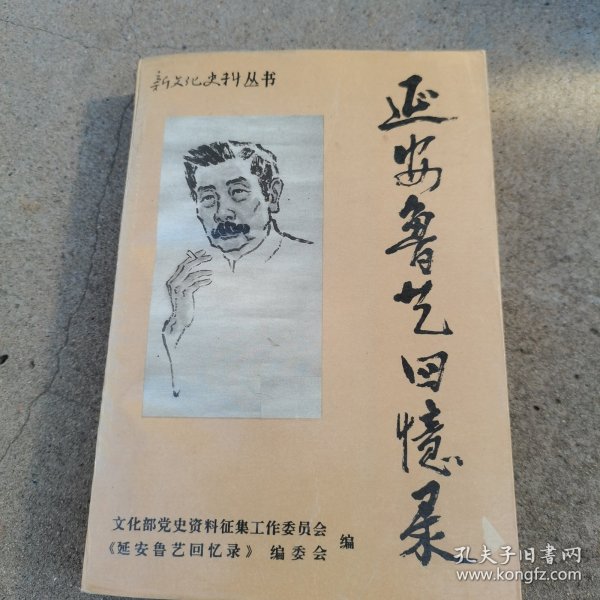 新文化史料丛书
延安鲁艺回憶录
文化部党史资料征集工作委员会
《延安鲁艺回忆录》 编委会
编
孔夫子旧书网
www.kongfz.com